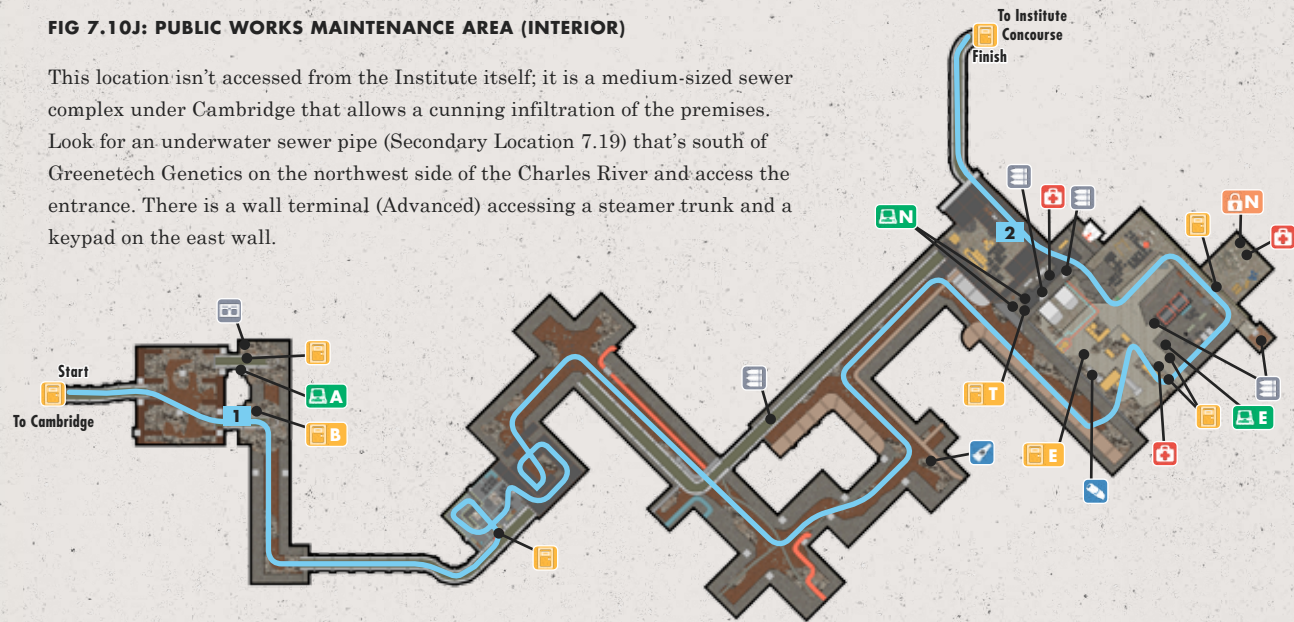 FIG 7.10J: PUBLIC WORKS MAINTENANCE AREA (INTERIOR)
This location isn't accessed from the Institute itself; it is a medium-sized sewer
complex under Cambridge that allows a cunning infiltration of the premises.
Look for an underwater sewer pipe (Secondary Location 7.19) that's south of
Greenetech Genetics on the northwest side of the Charles River and access the
entrance. There is a wall terminal (Advanced) accessing a steamer trunk and a
keypad on the east wall.
To Institute
Concourse
Finish
N
N
2
T
E
E
Start
To Cambridge
1
A
B